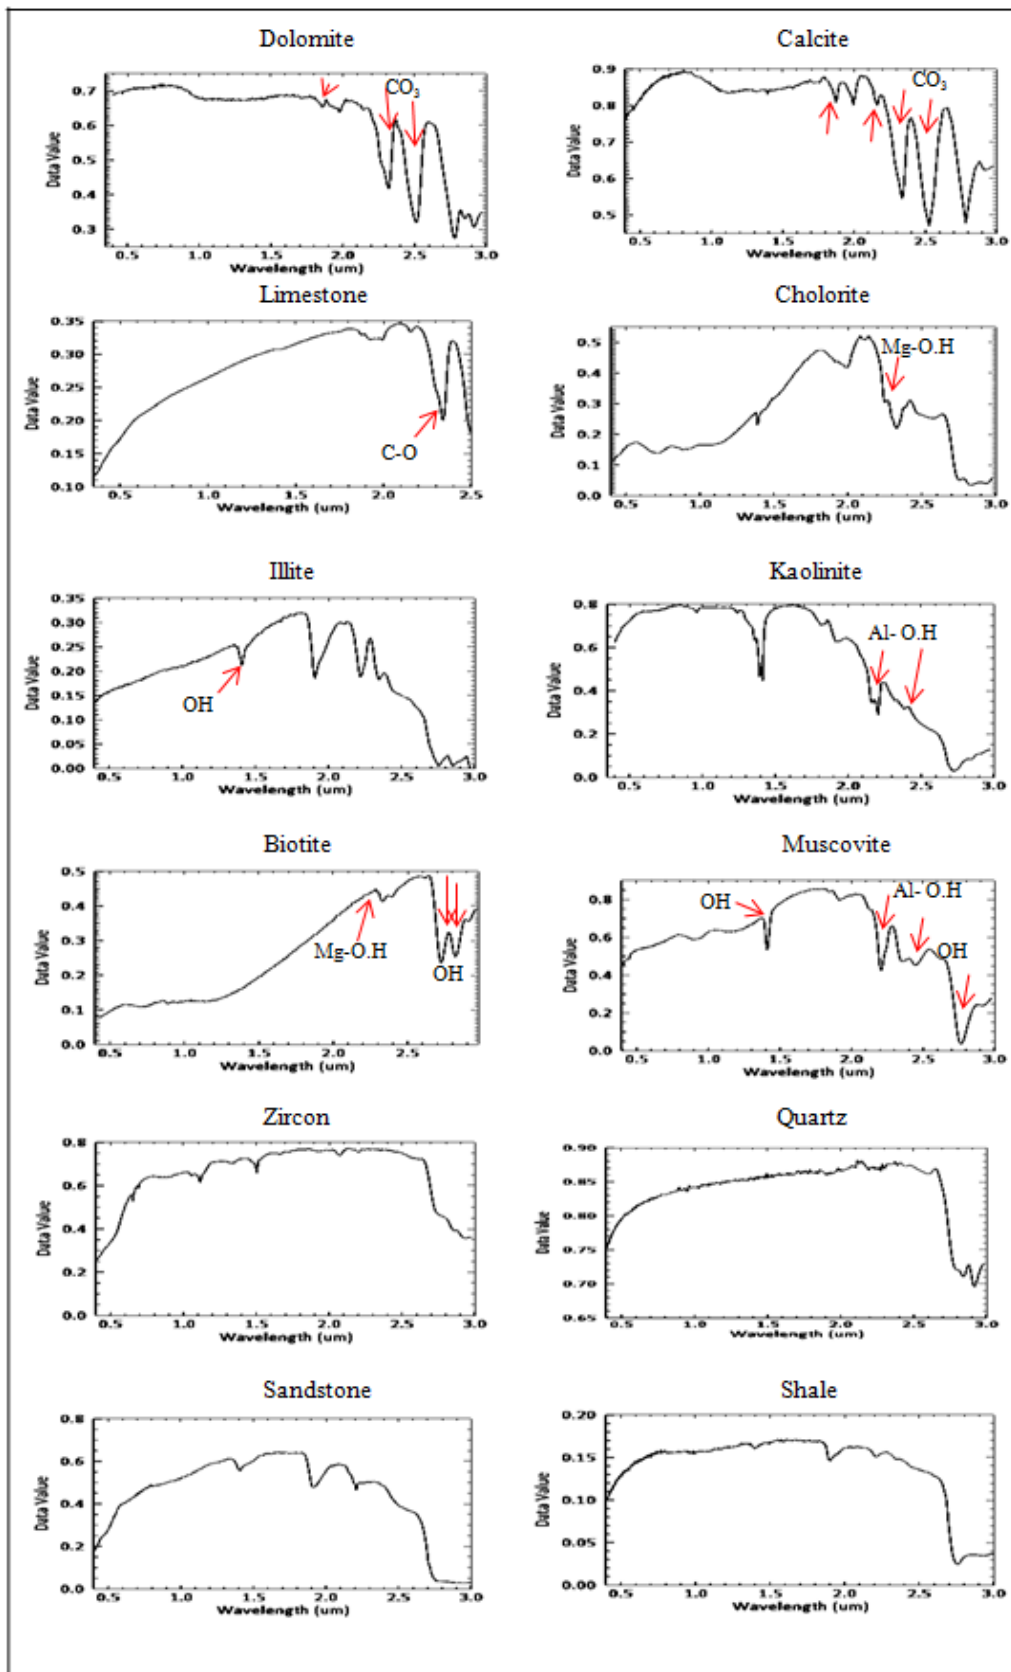 Dolomite
0.7
0.6
0.5
0.4
0.3
Data Value
CO₃
0.5 1.0 1.5 2.0 2.5 3.0
Wavelength (um)
Calcite
0.9
0.8
0.7
0.6
0.5
Data Value
CO₃
0.5 1.0 1.5 2.0 2.5 3.0
Wavelength (um)
Limestone
0.35
0.30
0.25
0.20
0.15
0.10
Data Value
C-O
0.5 1.0 1.5 2.0 2.5
Wavelength (um)
Cholorite
0.5
0.4
0.3
0.2
0.1
0.0
Data Value
Mg-O.H
0.5 1.0 1.5 2.0 2.5 3.0
Wavelength (um)
Illite
0.35
0.30
0.25
0.20
0.15
0.10
0.05
0.00
Data Value
OH
0.5 1.0 1.5 2.0 2.5 3.0
Wavelength (um)
Kaolinite
0.8
0.6
0.4
0.2
0.0
Data Value
Al- O.H
0.5 1.0 1.5 2.0 2.5 3.0
Wavelength (um)
Biotite
0.5
0.4
0.3
0.2
0.1
0.0
Data Value
Mg-O.H
OH
0.5 1.0 1.5 2.0 2.5
Wavelength (um)
Muscovite
0.8
0.6
0.4
0.2
0.0
Data Value
OH
Al- O.H
OH
0.5 1.0 1.5 2.0 2.5 3.0
Wavelength (um)
Zircon
0.8
0.6
0.4
0.2
0.0
Data Value
0.5 1.0 1.5 2.0 2.5 3.0
Wavelength (um)
Quartz
0.90
0.85
0.80
0.75
0.70
0.65
Data Value
0.5 1.0 1.5 2.0 2.5 3.0
Wavelength (um)
Sandstone
0.8
0.6
0.4
0.2
0.0
Data Value
0.5 1.0 1.5 2.0 2.5 3.0
Wavelength (um)
Shale
0.20
0.15
0.10
0.05
0.00
Data Value
0.5 1.0 1.5 2.0 2.5 3.0
Wavelength (um)